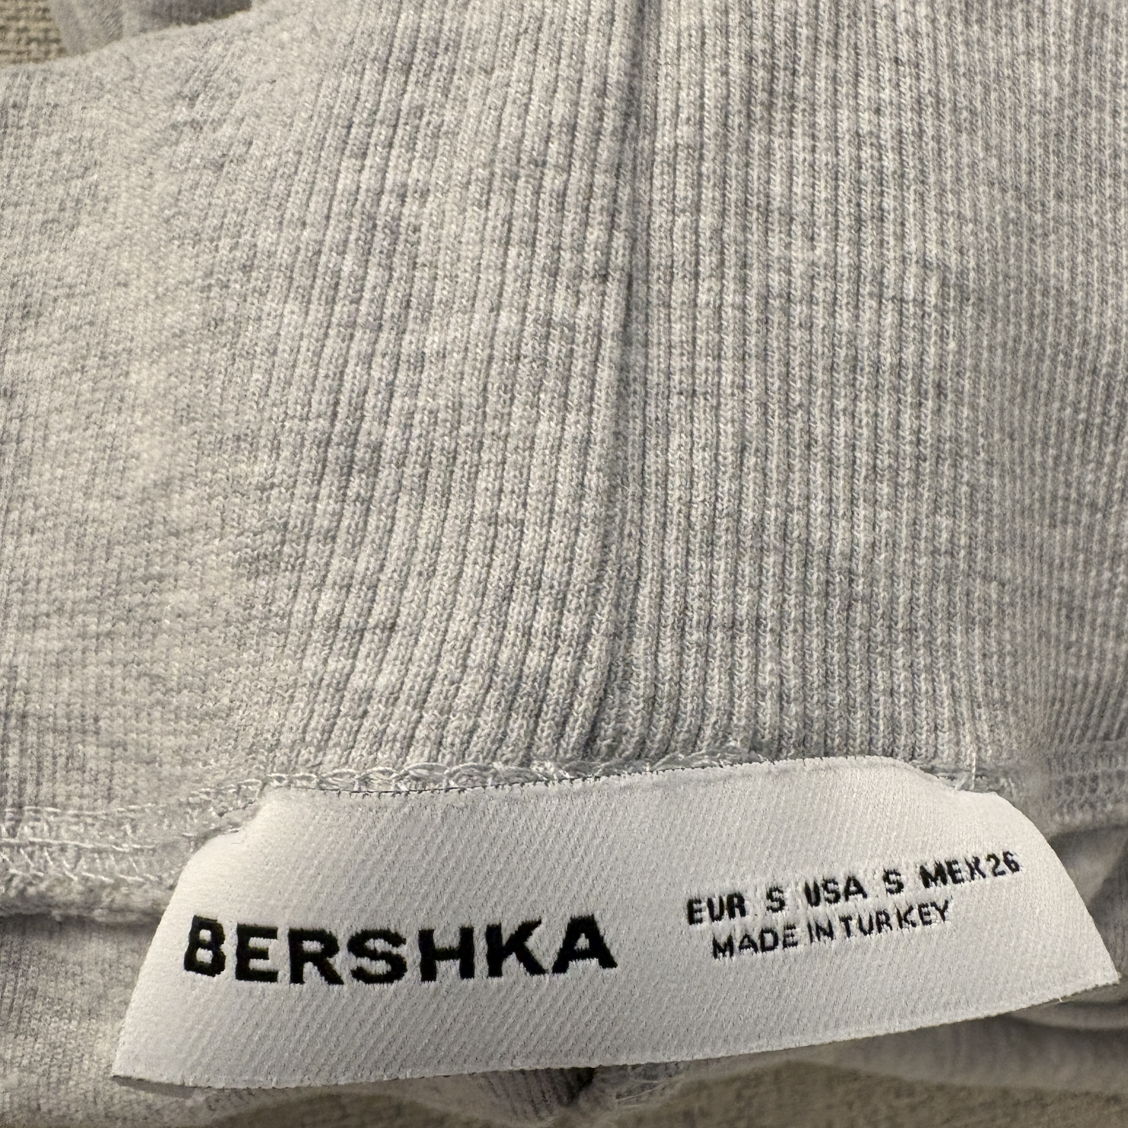 BERSHKA
EUR S USA S MEX 26
MADE IN TURKEY